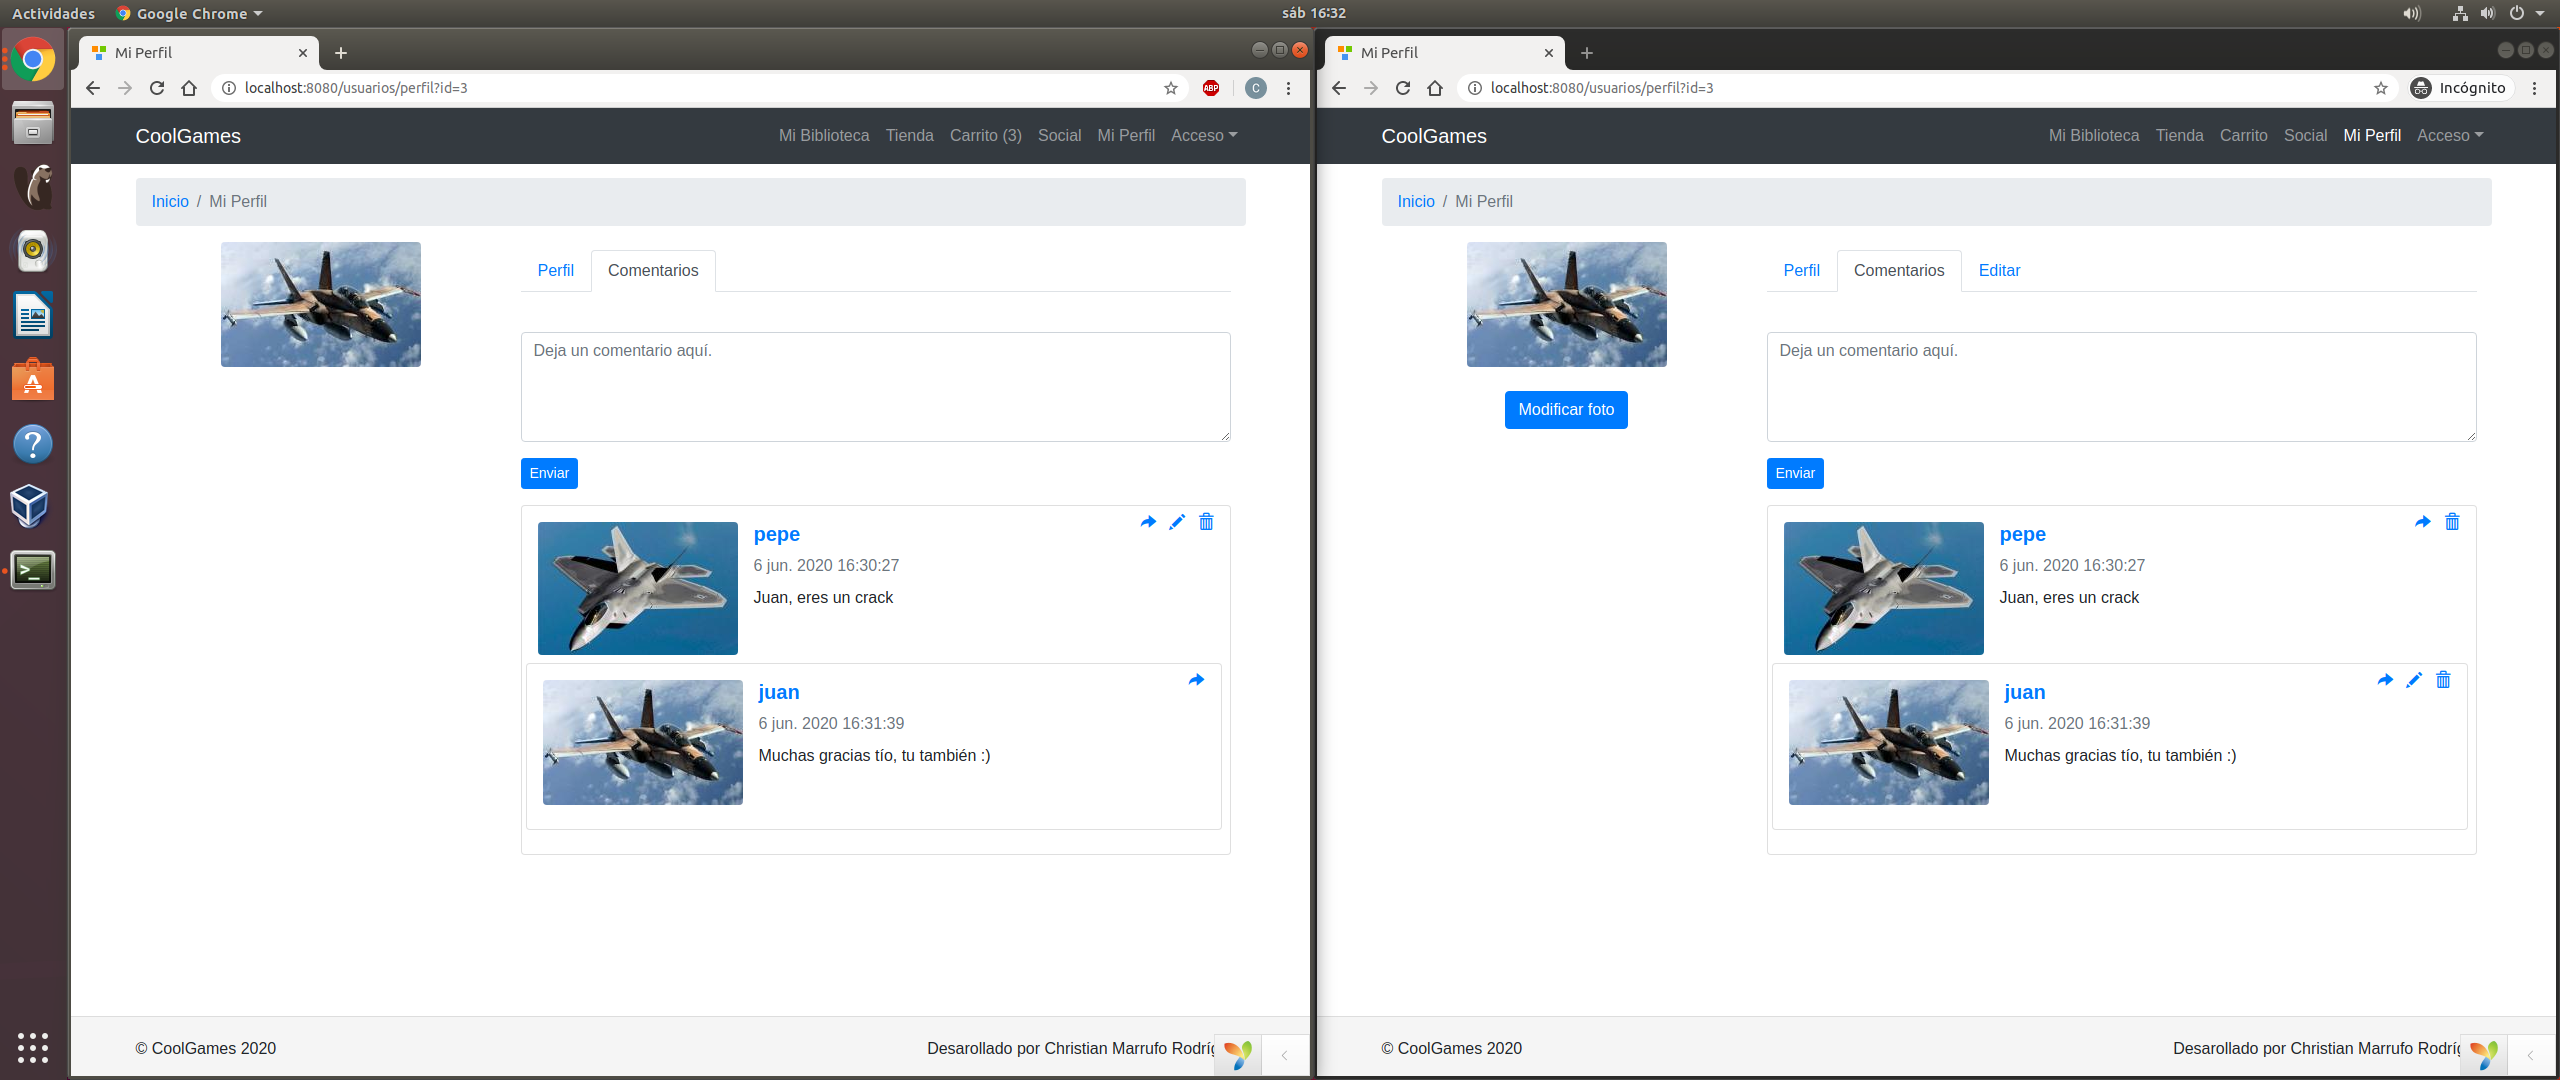 Actividades Google Chrome sáb 16:32
Mi Perfil
localhost:8080/usuarios/perfil?id=3
ABP
C
CoolGames Mi Biblioteca Tienda Carrito (3) Social Mi Perfil Acceso
Inicio / Mi Perfil
Perfil Comentarios
Deja un comentario aquí.
Enviar
pepe
6 jun. 2020 16:30:27
Juan, eres un crack
juan
6 jun. 2020 16:31:39
Muchas gracias tío, tu también :)
© CoolGames 2020 Desarollado por Christian Marrufo
Mi Perfil
localhost:8080/usuarios/perfil?id=3 Incógnito
CoolGames Mi Biblioteca Tienda Carrito Social Mi Perfil Acceso
Inicio / Mi Perfil
Perfil Comentarios Editar
Modificar foto
Deja un comentario aquí.
Enviar
pepe
6 jun. 2020 16:30:27
Juan, eres un crack
juan
6 jun. 2020 16:31:39
Muchas gracias tío, tu también :)
© CoolGames 2020 Desarollado por Christian Marrufo